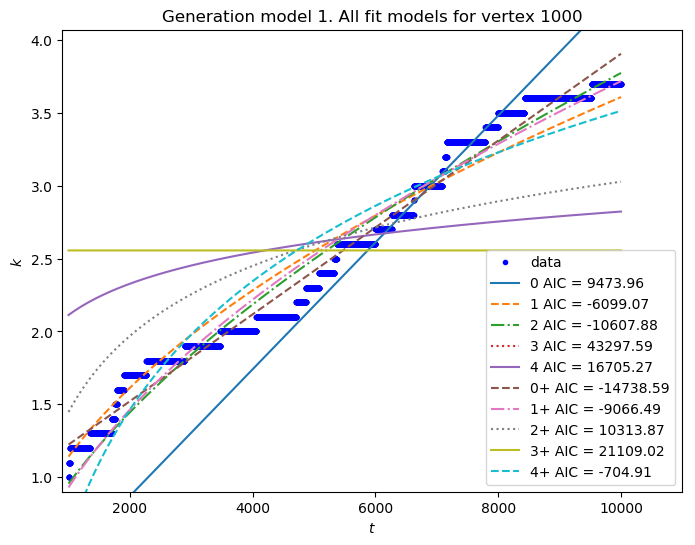 Generation model 1. All fit models for vertex 1000
4.0
3.5
3.0
2.5
2.0
1.5
1.0
k
data
0 AIC = 9473.96
1 AIC = -6099.07
2 AIC = -10607.88
3 AIC = 43297.59
4 AIC = 16705.27
0+ AIC = -14738.59
1+ AIC = -9066.49
2+ AIC = 10313.87
3+ AIC = 21109.02
4+ AIC = -704.91
2000 4000 6000 8000 10000
t